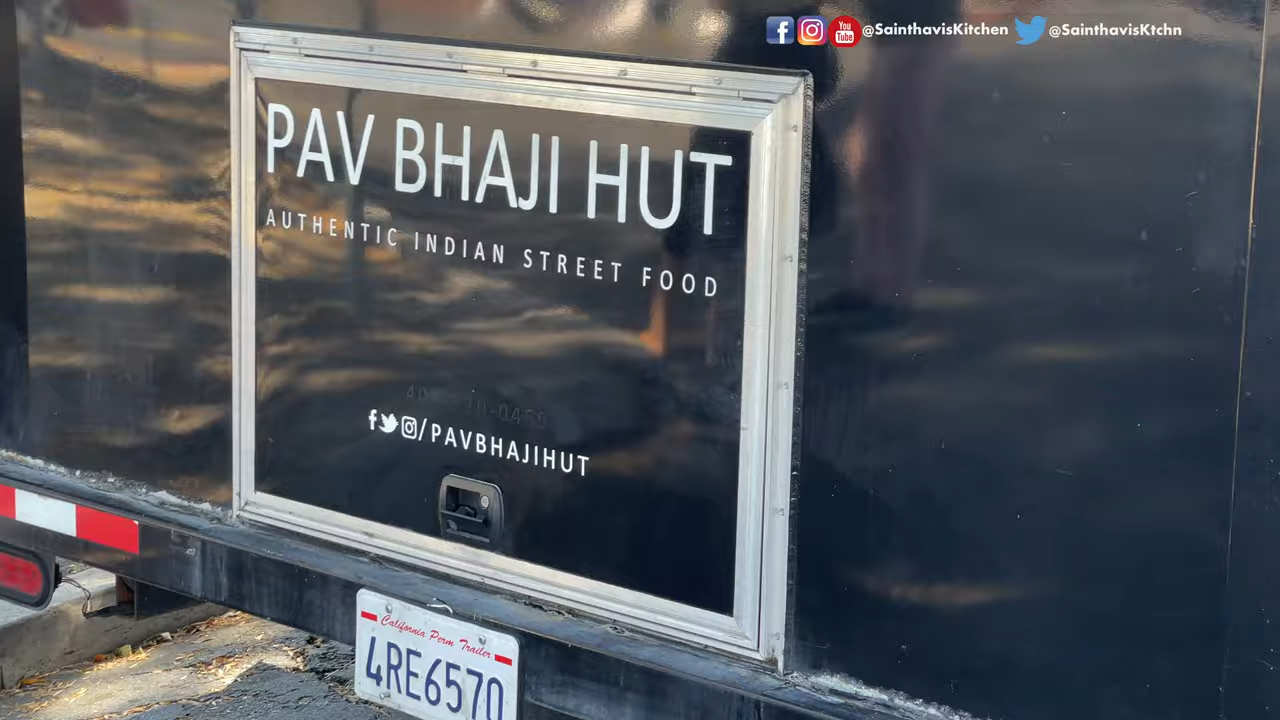 @SainthavisKitchen @SainthavisKtchn
PAV BHAJI HUT
AUTHENTIC INDIAN STREET FOOD
/PAVBHAJIHUT
California Perm Trailer
4RE6570